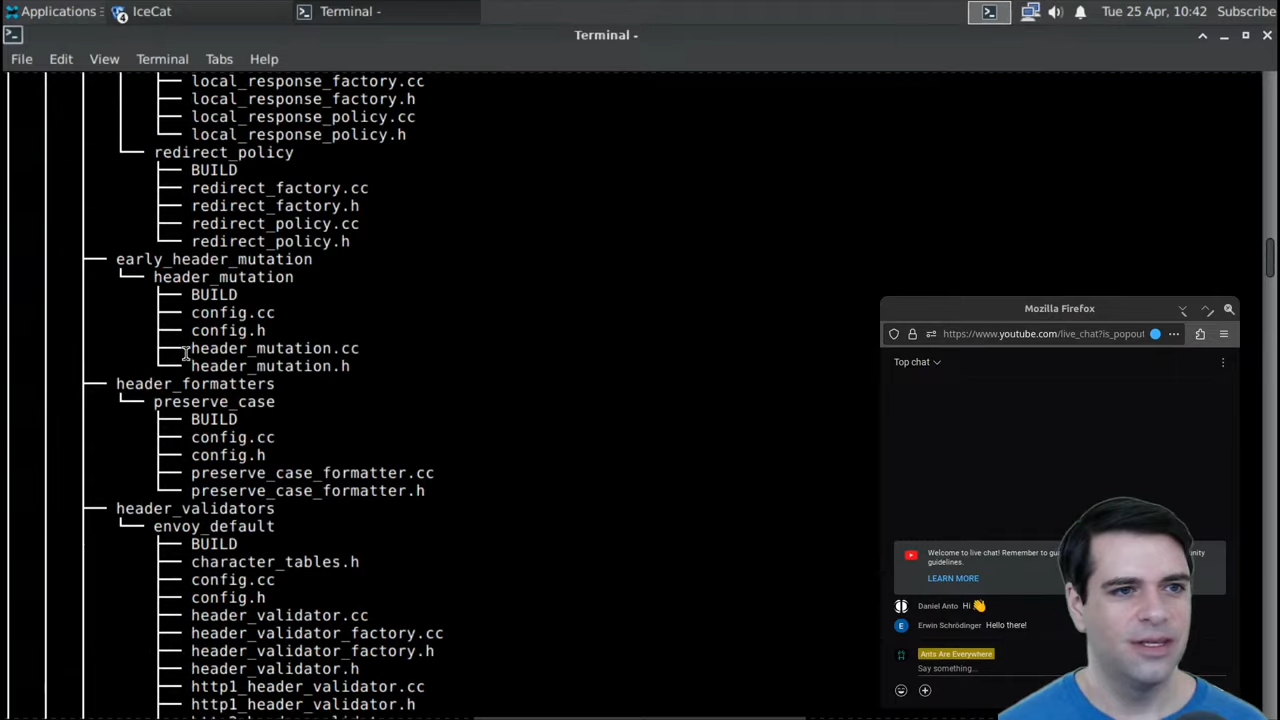 Applications
4
IceCat
Terminal -
Tue 25 Apr, 10:42
Subscribe
Terminal -
File Edit View Terminal Tabs Help
local_response_factory.cc
local_response_factory.h
local_response_policy.cc
local_response_policy.h
redirect_policy
BUILD
redirect_factory.cc
redirect_factory.h
redirect_policy.cc
redirect_policy.h
early_header_mutation
header_mutation
BUILD
config.cc
config.h
header_mutation.cc
header_mutation.h
header_formatters
preserve_case
BUILD
config.cc
config.h
preserve_case_formatter.cc
preserve_case_formatter.h
header_validators
envoy_default
BUILD
character_tables.h
config.cc
config.h
header_validator.cc
header_validator_factory.cc
header_validator_factory.h
header_validator.h
http1_header_validator.cc
http1_header_validator.h
Mozilla Firefox
https://www.youtube.com/live_chat?is_popout
Top chat
Welcome to live chat! Remember to
guidelines.
LEARN MORE
Daniel Anto Hi 👋
E Erwin Schrödinger Hello there!
Ants Are Everywhere
Say something...